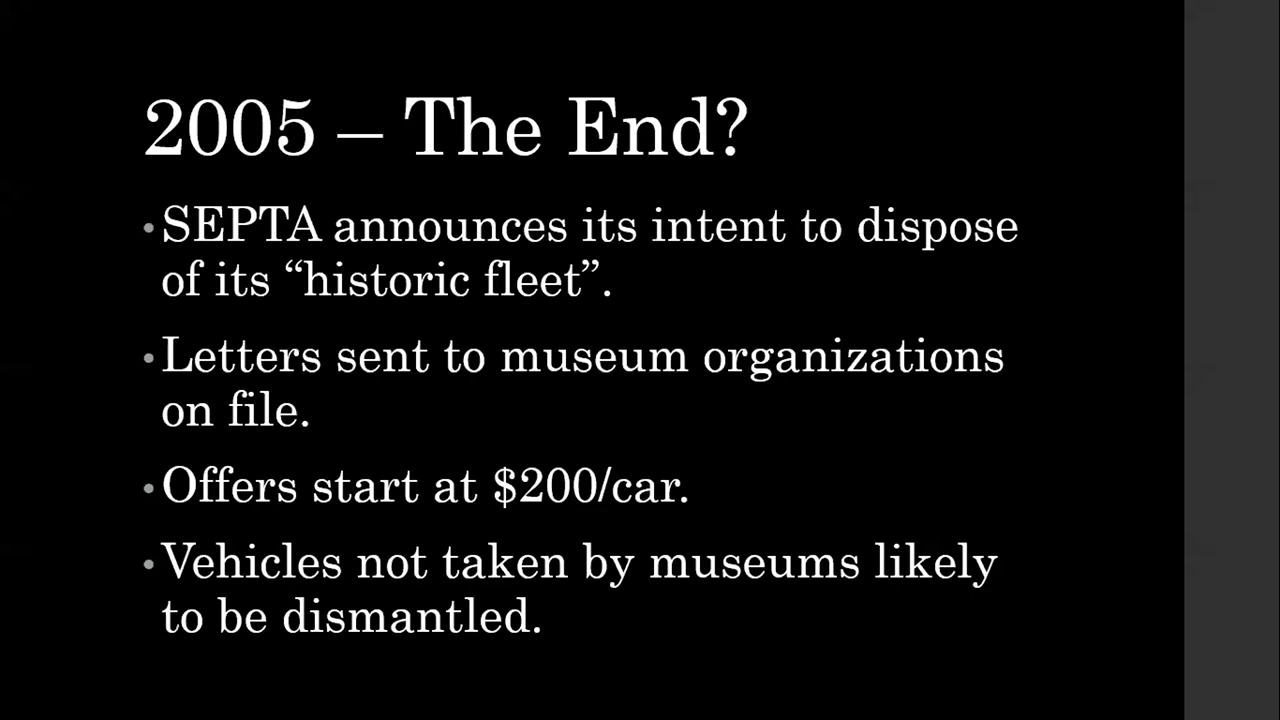 2005 – The End?
•SEPTA announces its intent to dispose
of its “historic fleet”.
•Letters sent to museum organizations
on file.
•Offers start at $200/car.
•Vehicles not taken by museums likely
to be dismantled.